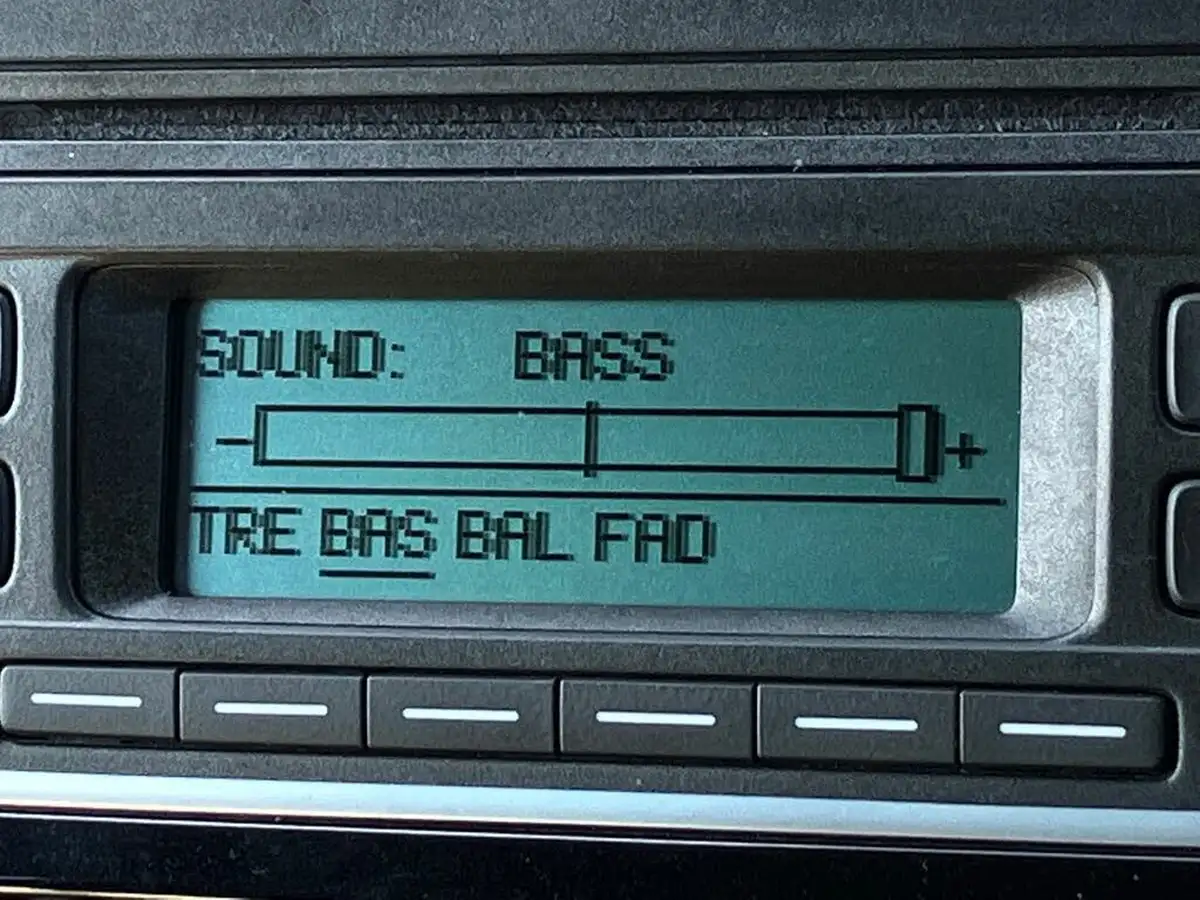 SOUND: BASS
- +
TRE BAS BAL FAD